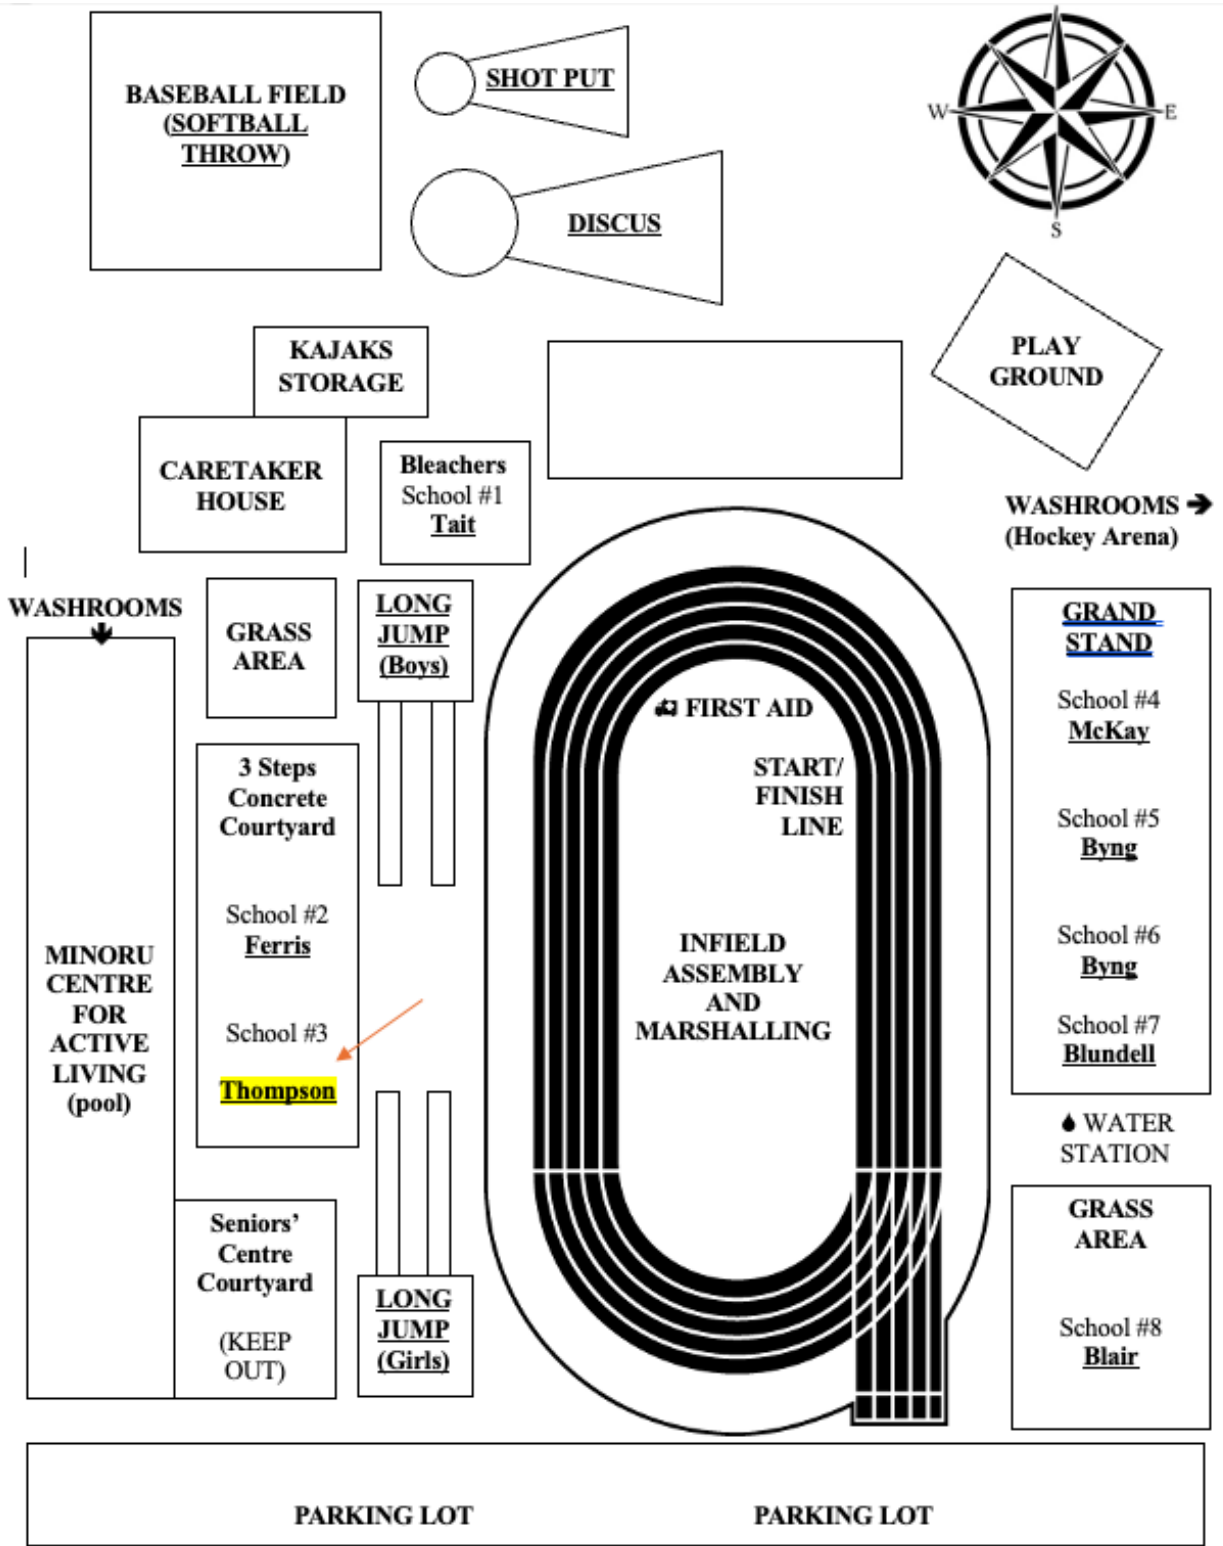 BASEBALL FIELD
(SOFTBALL
THROW)
SHOT PUT
DISCUS
W
E
S
KAJAKS
STORAGE
PLAY
GROUND
CARETAKER
HOUSE
Bleachers
School #1
Tait
WASHROOMS →
(Hockey Arena)
WASHROOMS
GRASS
AREA
LONG
JUMP
(Boys)
GRAND
STAND
School #4
McKay
School #5
Byng
School #6
Byng
School #7
Blundell
FIRST AID
START/
FINISH
LINE
INFIELD
ASSEMBLY
AND
MARSHALLING
3 Steps
Concrete
Courtyard
School #2
Ferris
School #3
Thompson
MINORU
CENTRE
FOR
ACTIVE
LIVING
(pool)
WATER
STATION
Seniors’
Centre
Courtyard
(KEEP
OUT)
LONG
JUMP
(Girls)
GRASS
AREA
School #8
Blair
PARKING LOT PARKING LOT